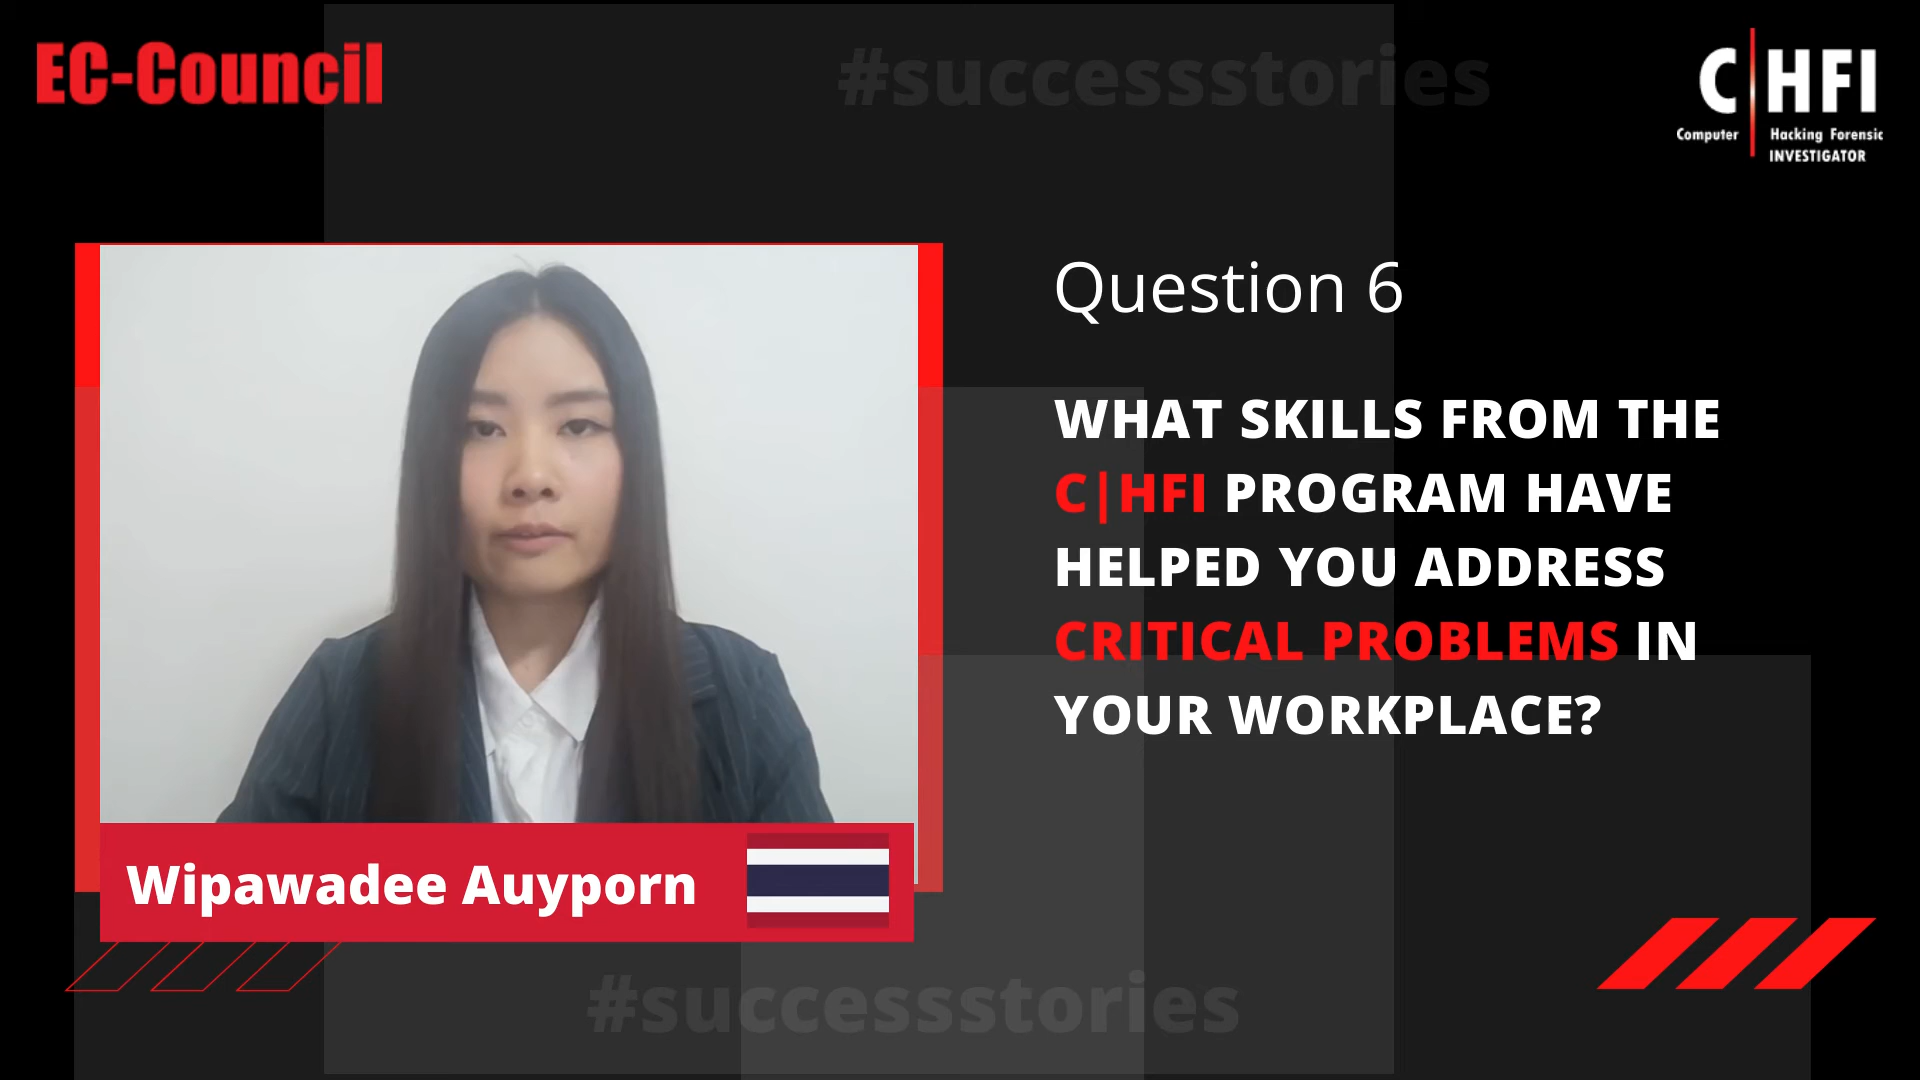 EC-Council
#successstories
C|HFI
Computer Hacking Forensic
INVESTIGATOR
Question 6
WHAT SKILLS FROM THE
C|HFI PROGRAM HAVE
HELPED YOU ADDRESS
CRITICAL PROBLEMS IN
YOUR WORKPLACE?
Wipawadee Auyporn
#successstories